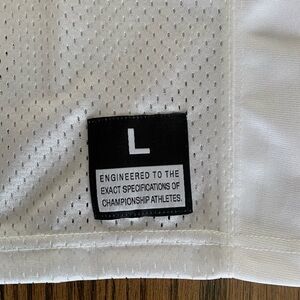 L
ENGINEERED TO THE
EXACT SPECIFICATIONS OF
CHAMPIONSHIP ATHLETES.